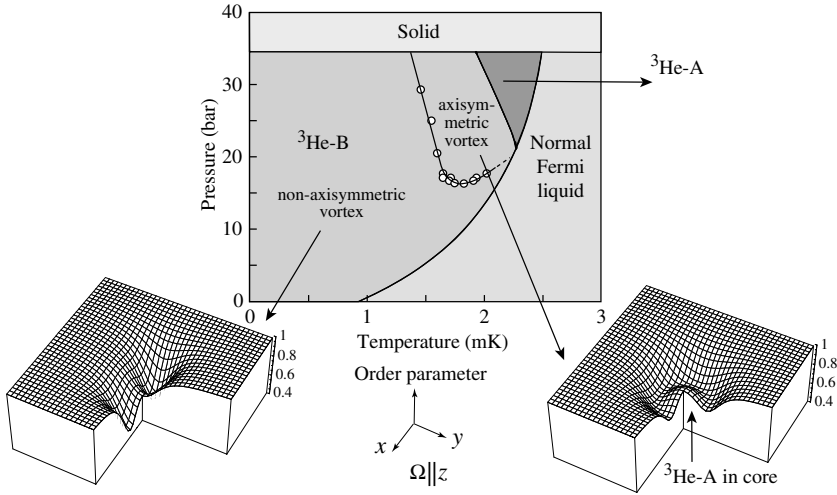 40
Solid
³He-A
30
axisym-
metric
vortex
Pressure (bar)
³He-B
Normal
Fermi
liquid
20
non-axisymmetric
vortex
10
0
0
1
2
3
Temperature (mK)
1
0.8
0.6
0.4
Order parameter
x
y
Ω||z
1
0.8
0.6
0.4
³He-A in core